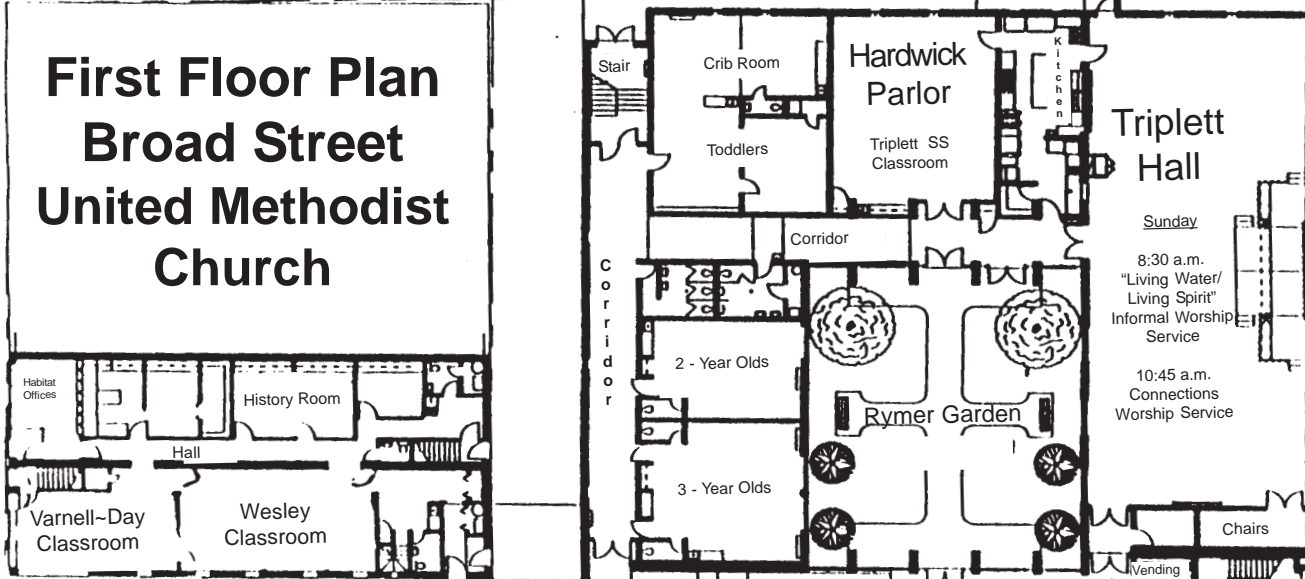 First Floor Plan
Broad Street
United Methodist
Church
Habitat
Offices
History Room
Hall
Varnell~Day
Classroom
Wesley
Classroom
Stair
Crib Room
Toddlers
Hardwick
Parlor
Triplett SS
Classroom
Kitchen
Triplett
Hall
Sunday
8:30 a.m.
“Living Water/
Living Spirit”
Informal Worship
Service
10:45 a.m.
Connections
Worship Service
Corridor
Corridor
2 - Year Olds
3 - Year Olds
Rymer Garden
Chairs
Vending